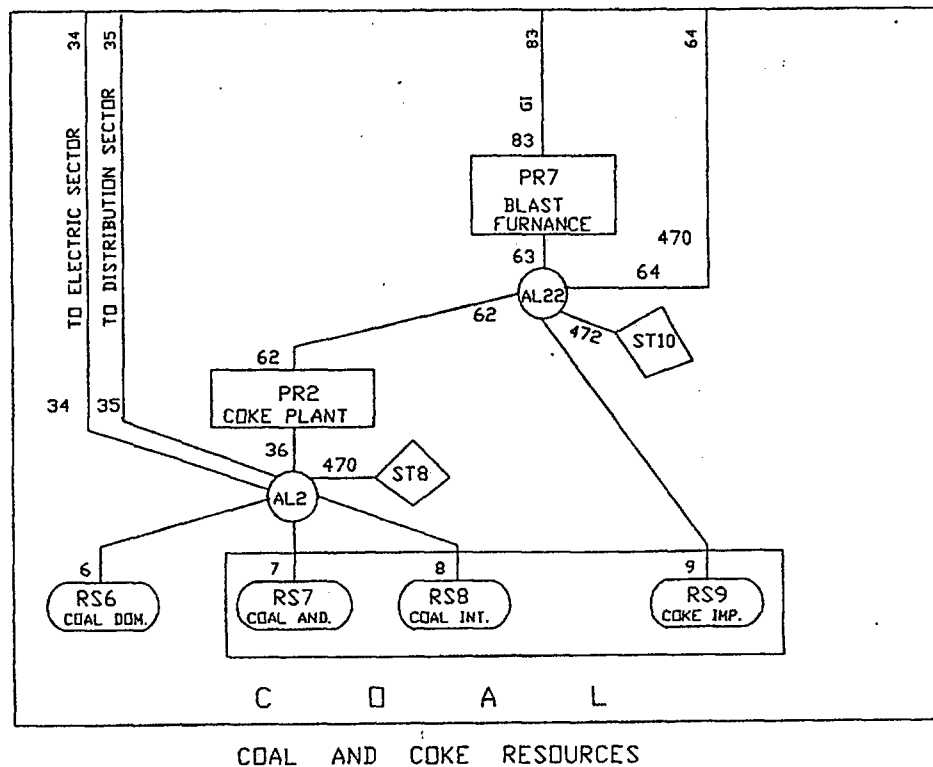 34
35
83
64
TO ELECTRIC SECTOR
TO DISTRIBUTION SECTOR
GI
83
PR7
BLAST
FURNANCE
63
470
64
AL22
62
472
ST10
62
34
35
PR2
COKE PLANT
36
470
ST8
AL2
6
7
8
9
RS6
COAL DOM.
RS7
COAL AND.
RS8
COAL INT.
RS9
COKE IMP.
C O A L
COAL AND COKE RESOURCES